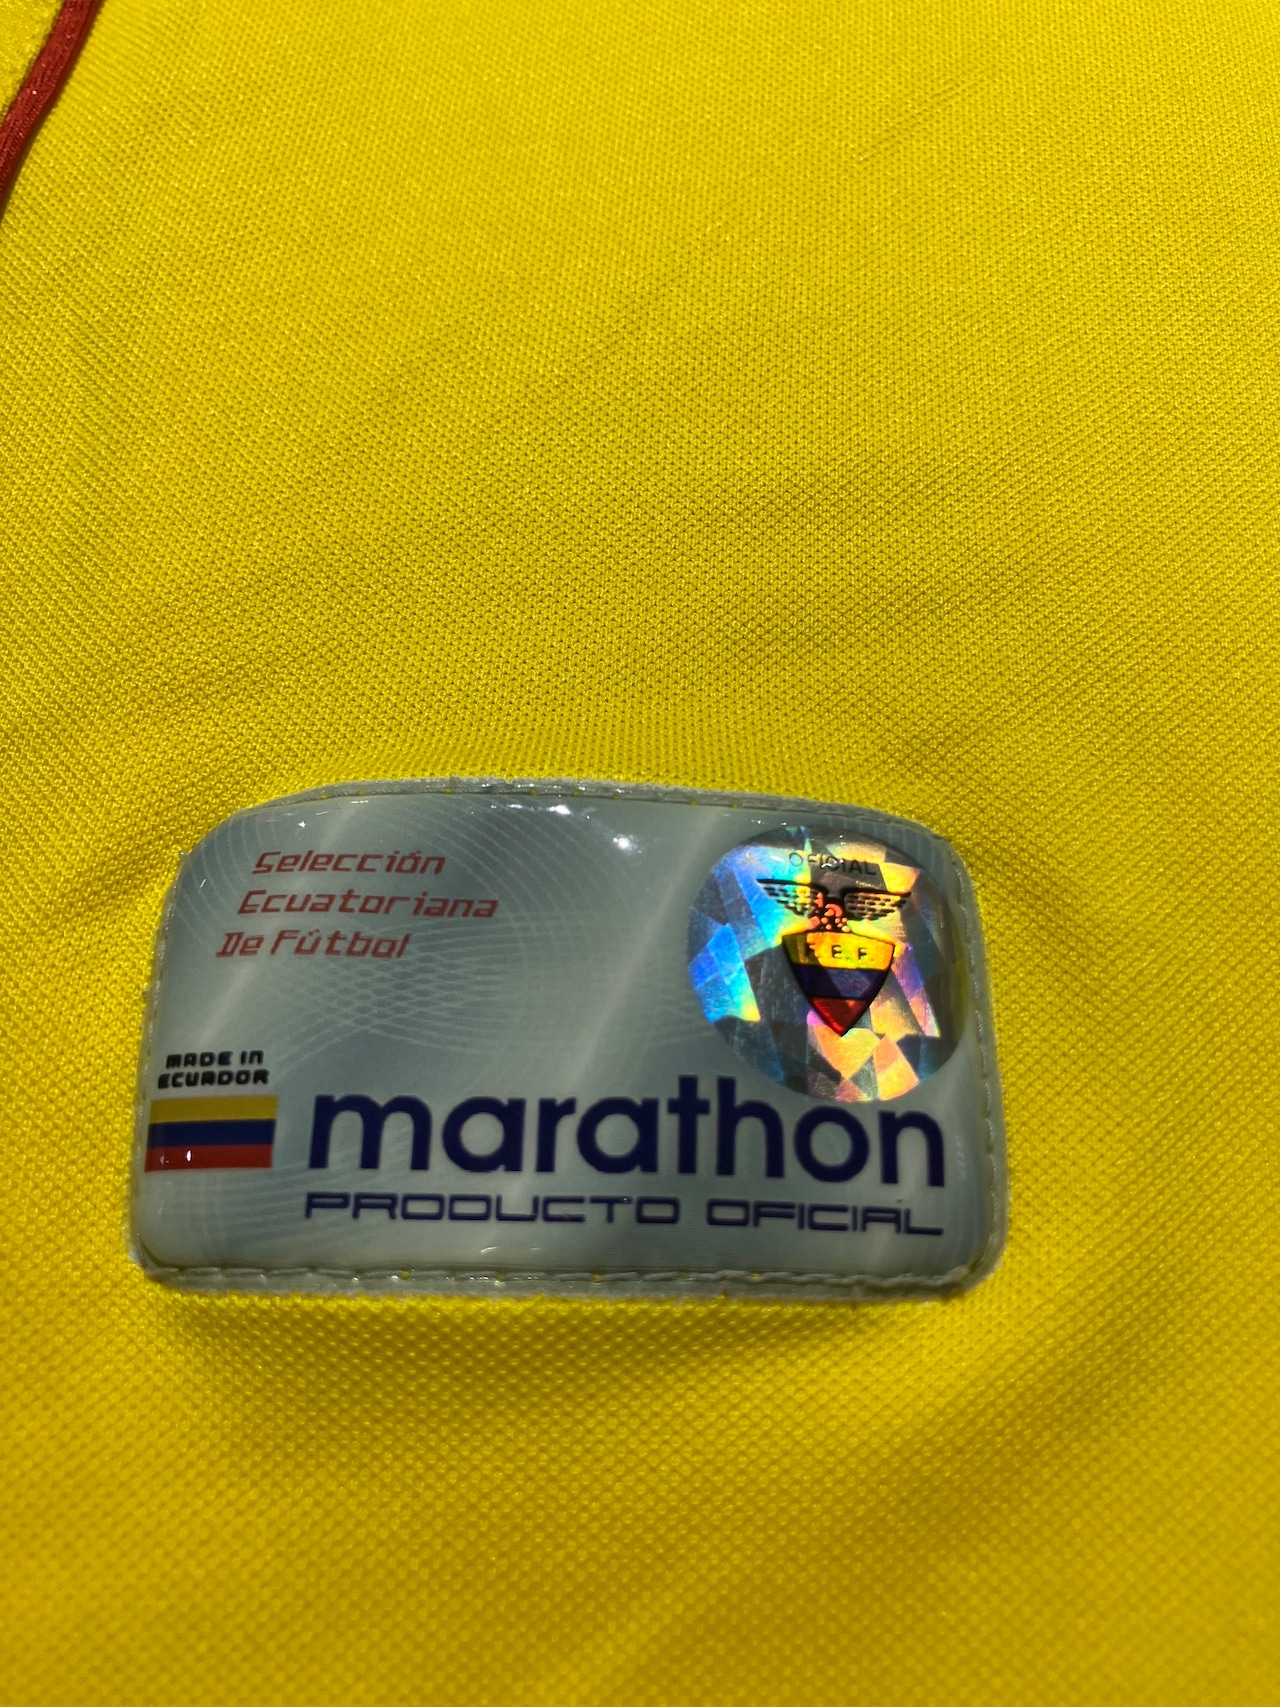 Selección
Ecuatoriana
De Fútbol
OFICIAL
F.E.F.
MADE IN
ECUADOR
marathon
PRODUCTO OFICIAL